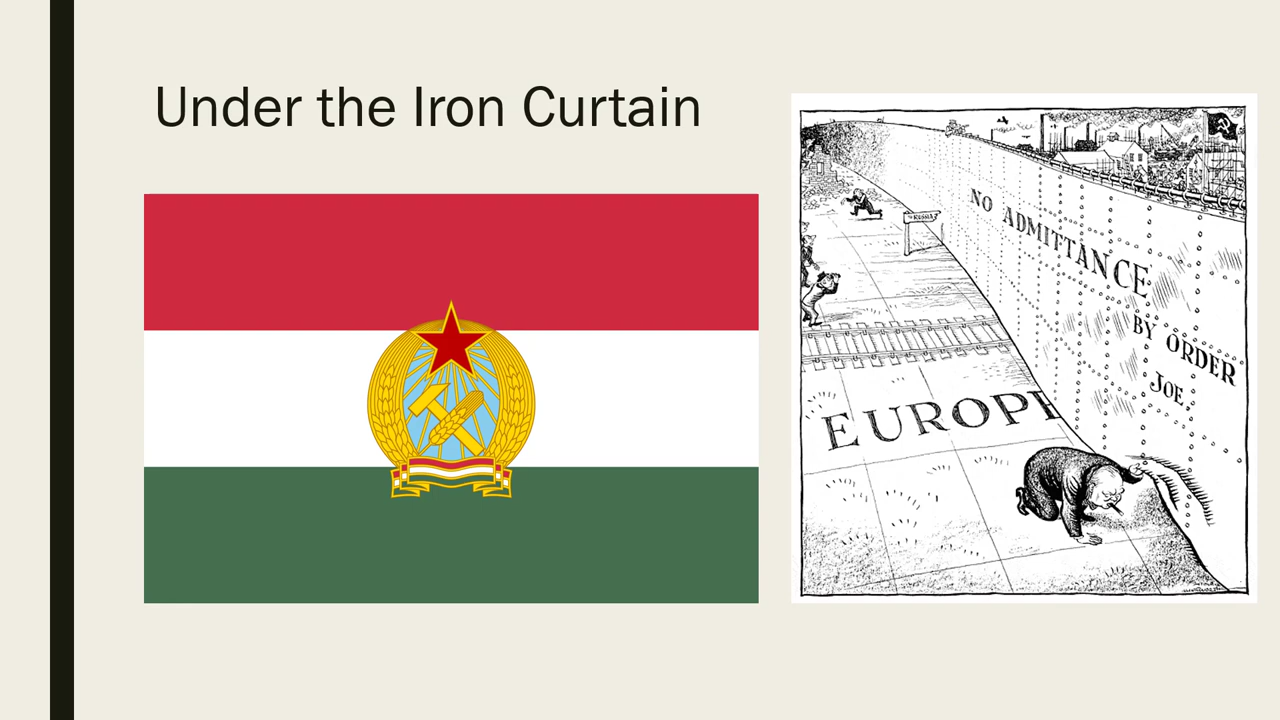 Under the Iron Curtain
NO ADMITTANCE
BY ORDER
JOE.
EUROPE